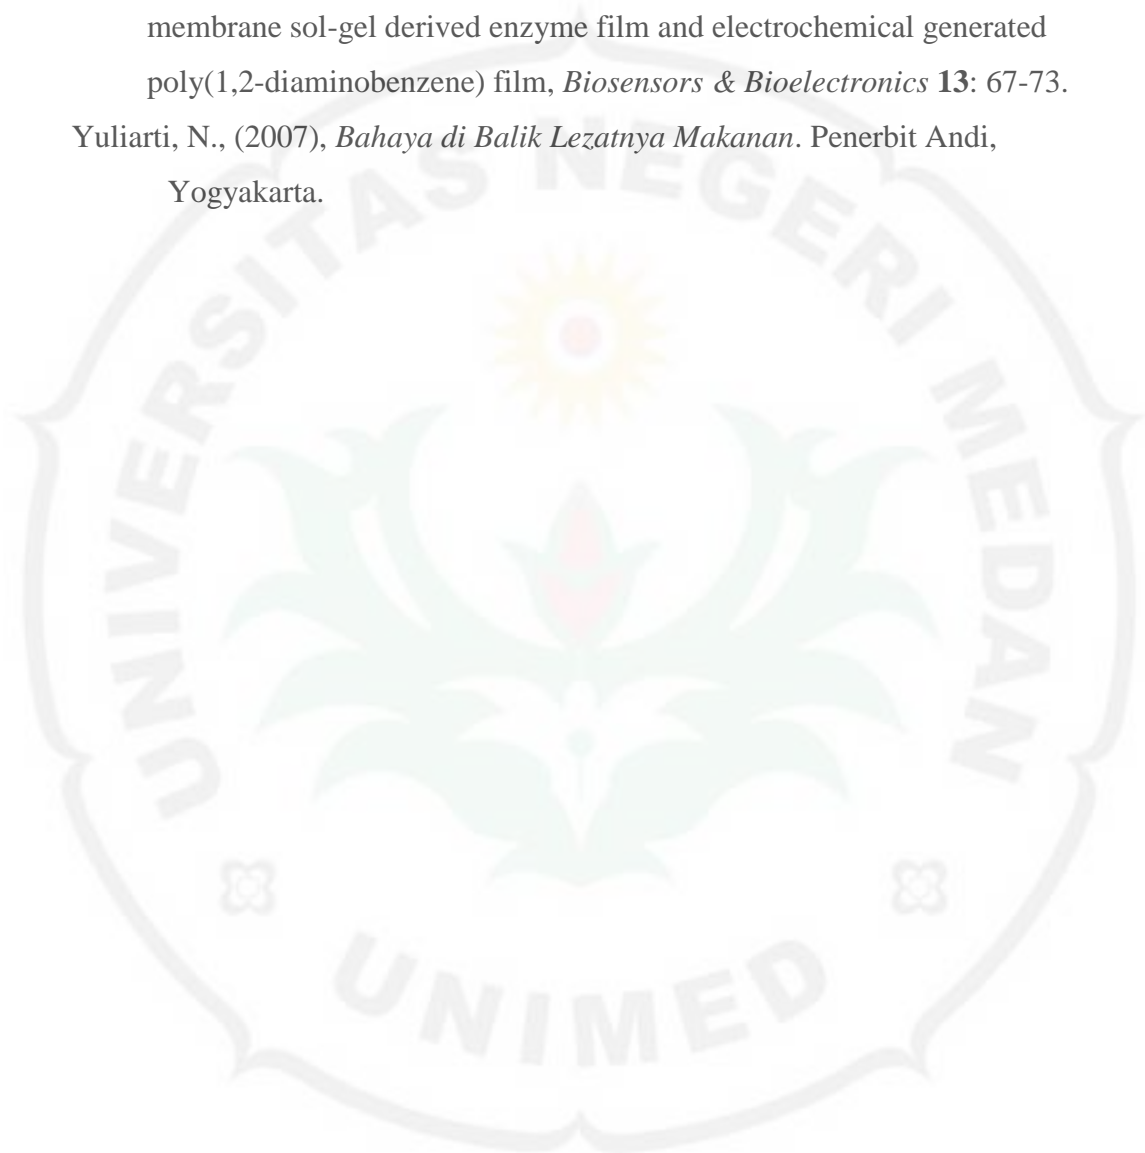 membrane sol-gel derived enzyme film and electrochemical generated
poly(1,2-diaminobenzene) film, Biosensors & Bioelectronics 13: 67-73.
Yuliarti, N., (2007), Bahaya di Balik Lezatnya Makanan. Penerbit Andi,
Yogyakarta.
UNIVERSITAS NEGERI MEDAN
UNIMED